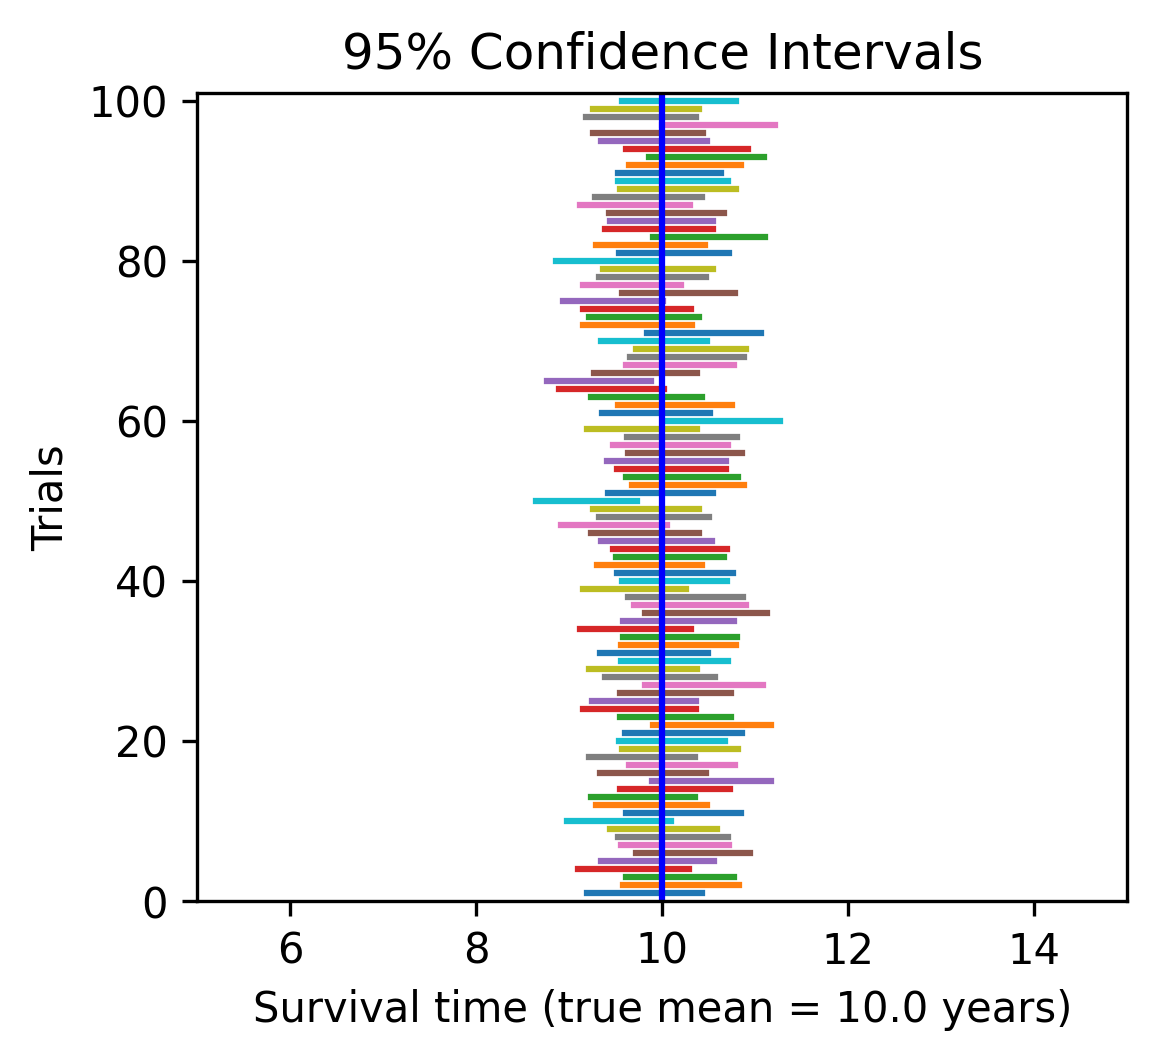 95% Confidence Intervals
100
80
60
40
20
0
Trials
6 8 10 12 14
Survival time (true mean = 10.0 years)